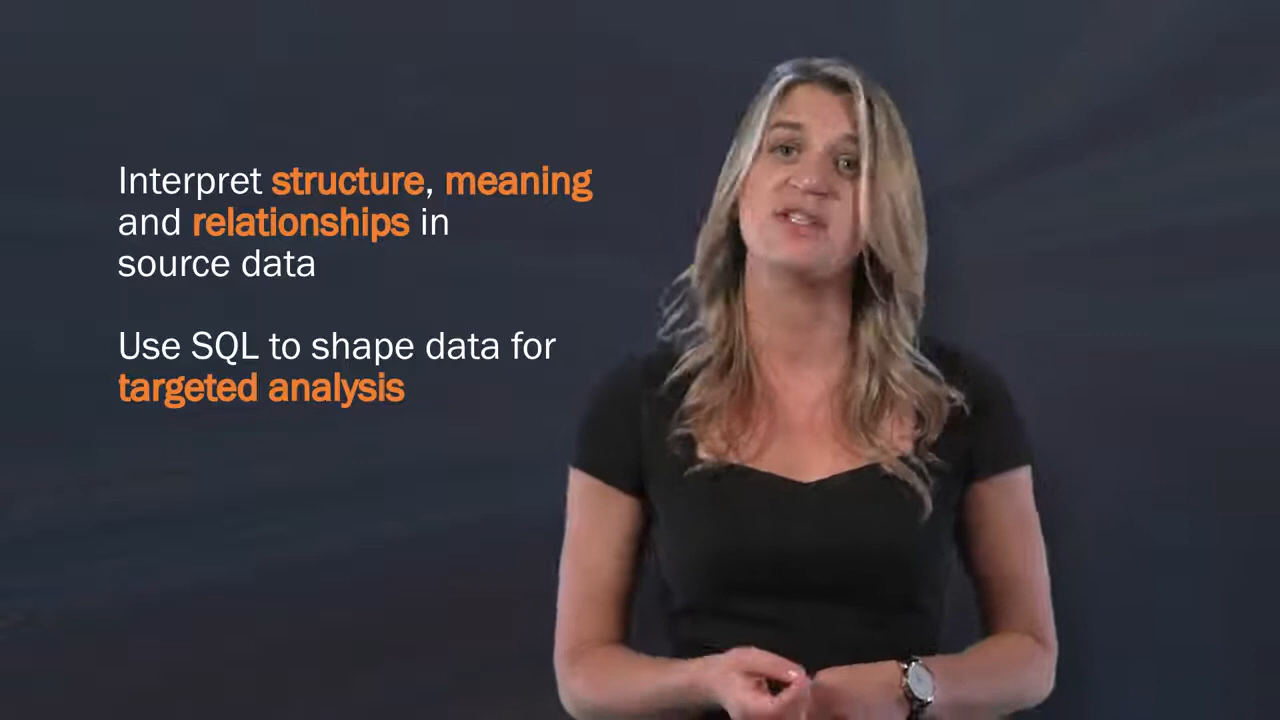 Interpret structure, meaning
and relationships in
source data
Use SQL to shape data for
targeted analysis